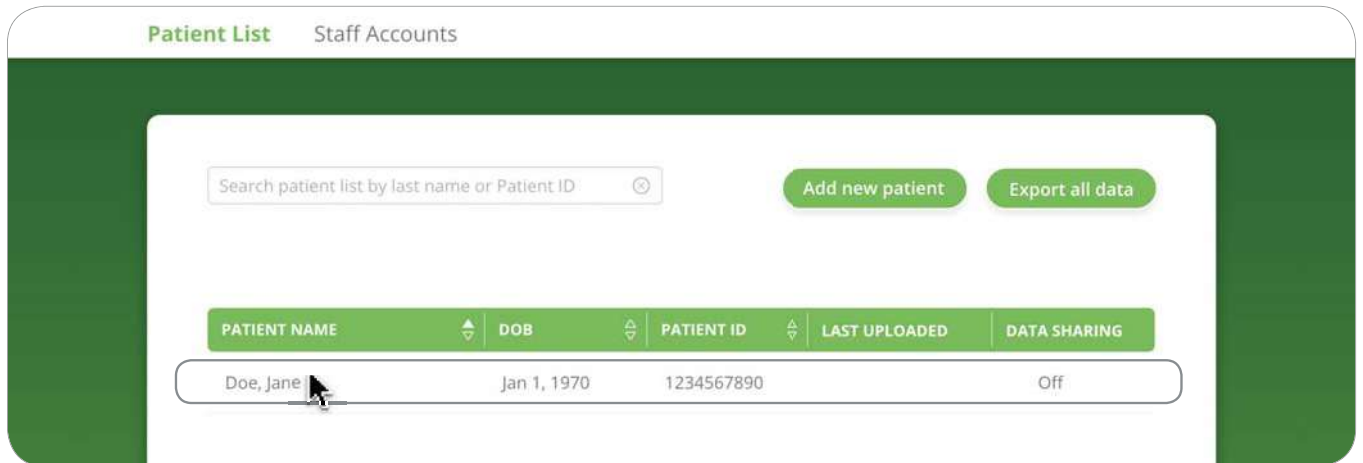 Patient List Staff Accounts
Search patient list by last name or Patient ID
Add new patient
Export all data
PATIENT NAME DOB PATIENT ID LAST UPLOADED DATA SHARING
Doe, Jane Jan 1, 1970 1234567890 Off